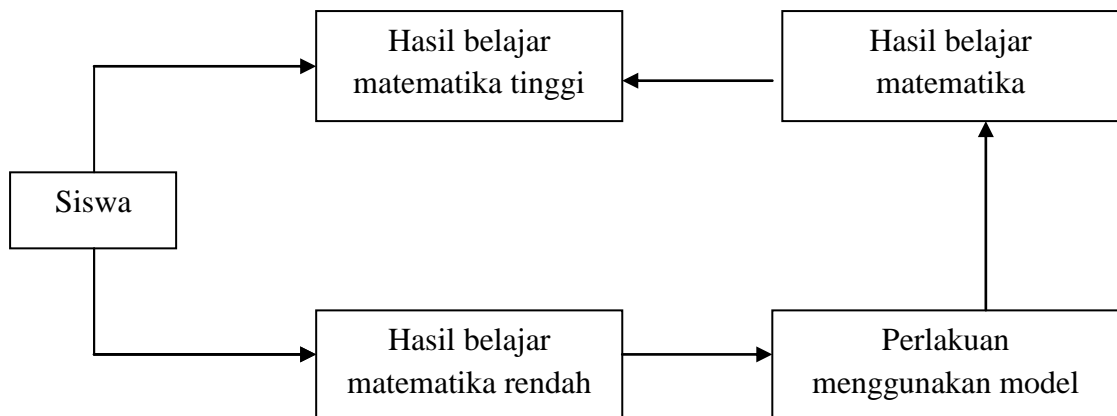 Hasil belajar
matematika tinggi
Hasil belajar
matematika
Siswa
Hasil belajar
matematika rendah
Perlakuan
menggunakan model